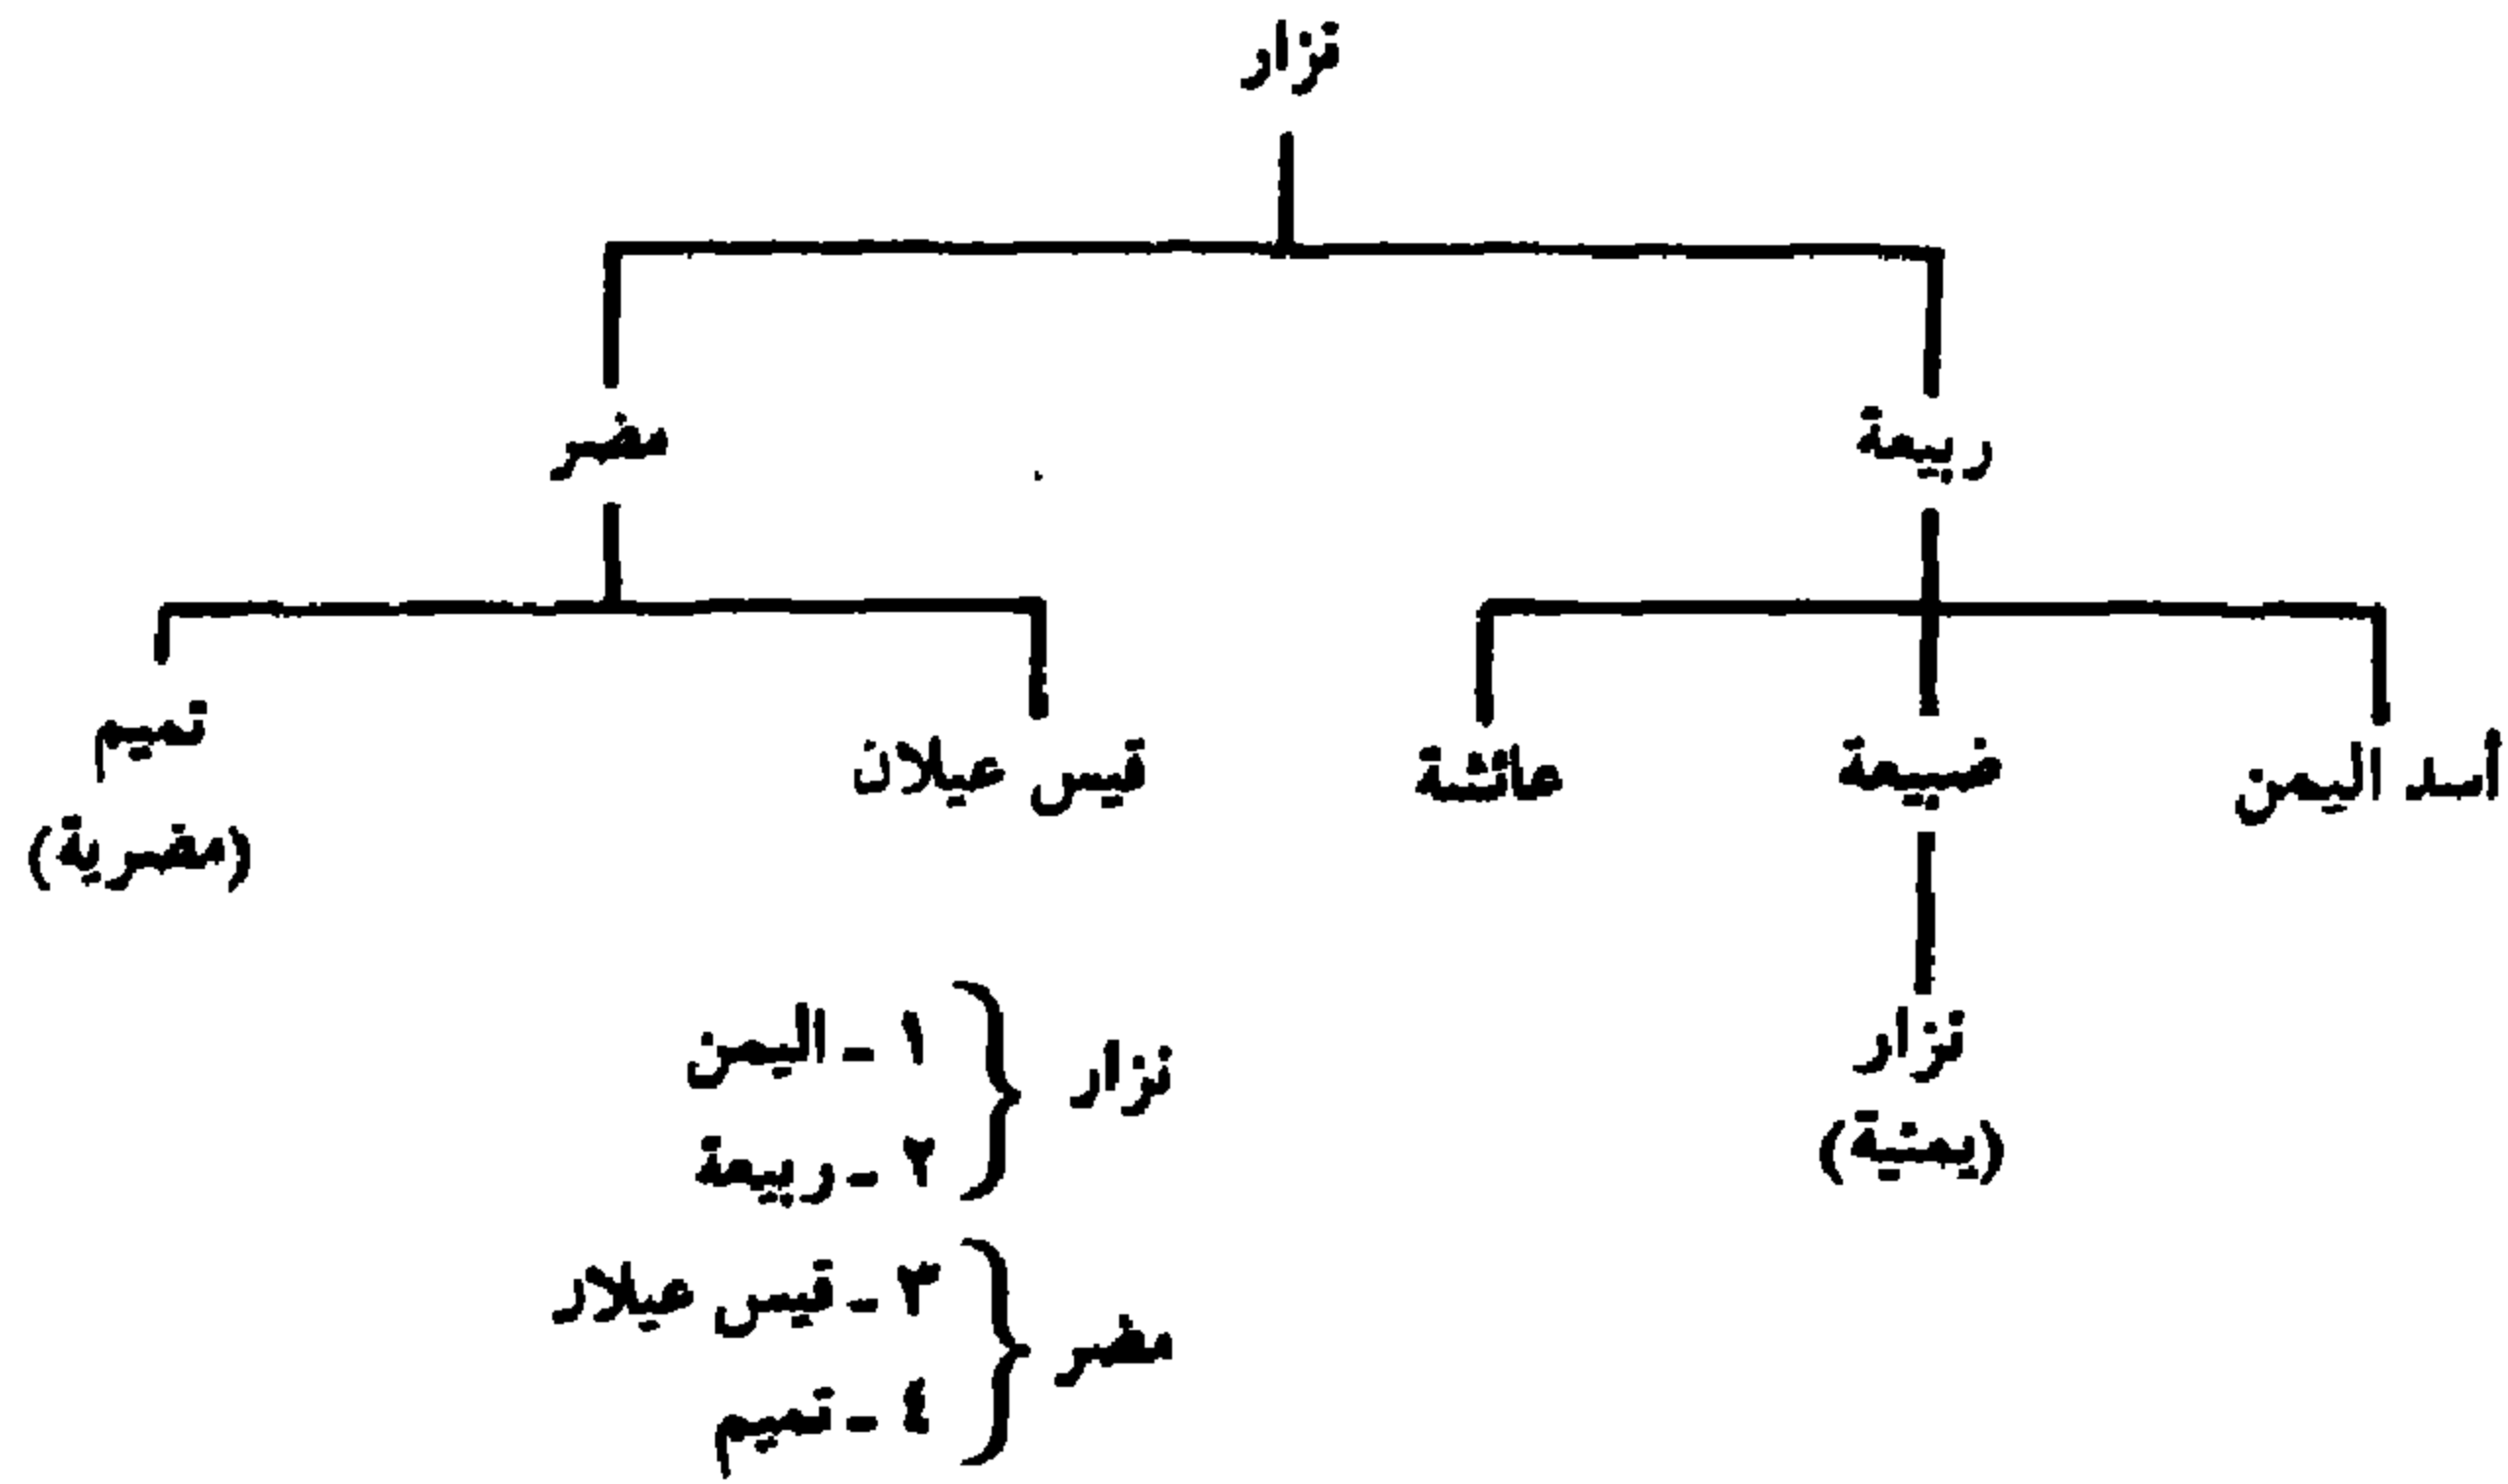 نزار
ربيعة
مضر
أسد اليمن
ضبيعة
عائشة
قيس عيلان
تميم
(مضرية)
نزار
(يمنية)
نزار
١ - اليمن
٢ - ربيعة
مضر
٣ - قيس عيلار
٤ - تميم